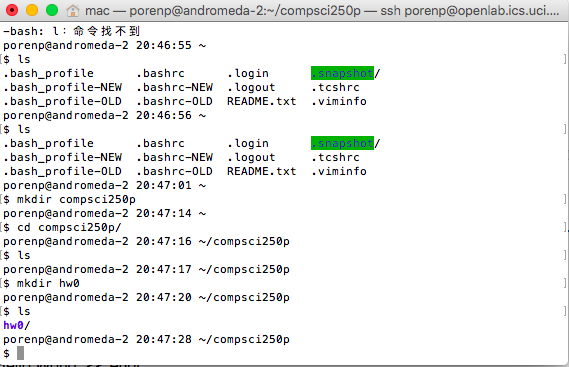 mac — porenp@andromeda-2:~/compsci250p — ssh porenp@openlab.ics.uci....
-bash: l：命令找不到
porenp@andromeda-2 20:46:55 ~
$ ls
.bash_profile .bashrc .login .snapshot/
.bash_profile-NEW .bashrc-NEW .logout .tcshrc
.bash_profile-OLD .bashrc-OLD README.txt .viminfo
porenp@andromeda-2 20:46:56 ~
$ ls
.bash_profile .bashrc .login .snapshot/
.bash_profile-NEW .bashrc-NEW .logout .tcshrc
.bash_profile-OLD .bashrc-OLD README.txt .viminfo
porenp@andromeda-2 20:47:01 ~
$ mkdir compsci250p
porenp@andromeda-2 20:47:14 ~
$ cd compsci250p/
porenp@andromeda-2 20:47:16 ~/compsci250p
$ ls
porenp@andromeda-2 20:47:17 ~/compsci250p
$ mkdir hw0
porenp@andromeda-2 20:47:20 ~/compsci250p
$ ls
hw0/
porenp@andromeda-2 20:47:28 ~/compsci250p
$